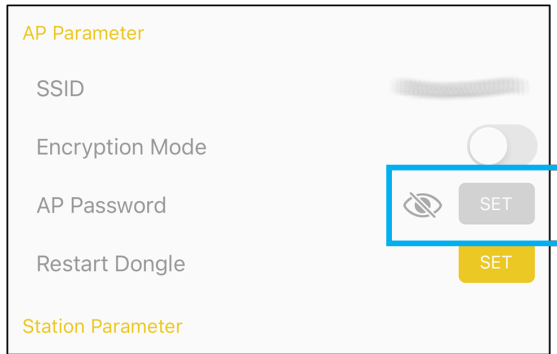 AP Parameter
SSID
Encryption Mode
AP Password SET
Restart Dongle SET
Station Parameter